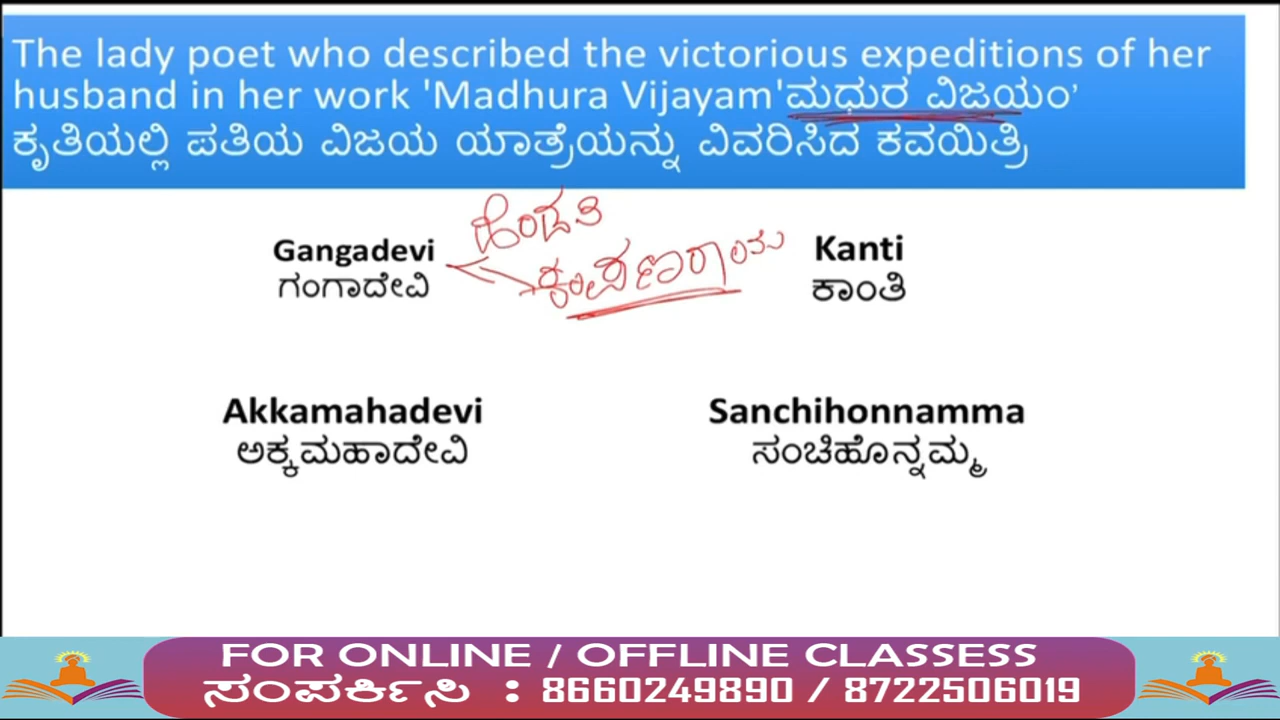 The lady poet who described the victorious expeditions of her
husband in her work 'Madhura Vijayam'ಮಧುರ ವಿಜಯಂ'
ಕೃತಿಯಲ್ಲಿ ಪತಿಯ ವಿಜಯ ಯಾತ್ರೆಯನ್ನು ವಿವರಿಸಿದ ಕವಯಿತ್ರಿ
ಹೆಂಡತಿ
Gangadevi
ಗಂಗಾದೇವಿ
Kanti
ಕಾಂತಿ
Akkamahadevi
ಅಕ್ಕಮಹಾದೇವಿ
Sanchihonnamma
ಸಂಚಿಹೊನ್ನಮ್ಮ
FOR ONLINE / OFFLINE CLASSESS
ಸಂಪರ್ಕಿಸಿ : 8660249890 / 8722506019